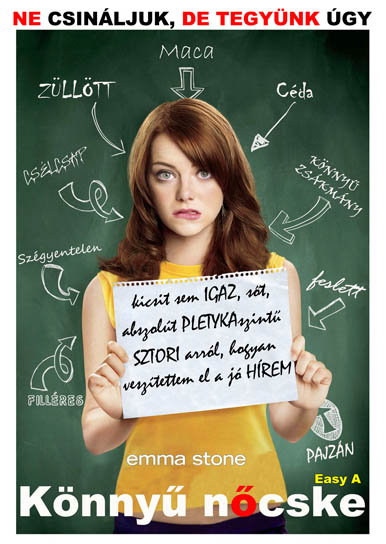 NE CSINÁLJUK, DE TEGYÜNK ÚGY
Maca
ZÜLLÖTT
Céda
CSÉLCSAP
KÖNNYŰ
ZSÁKMÁNY
Szégyentelen
feslett
kicsit sem IGAZ, sőt,
abszolút PLETYKAszintű
SZTORI arról, hogyan
veszítettem el a jó HÍREM
FILLÉRES
PAJZÁN
emma stone
Easy A
Könnyű nőcske